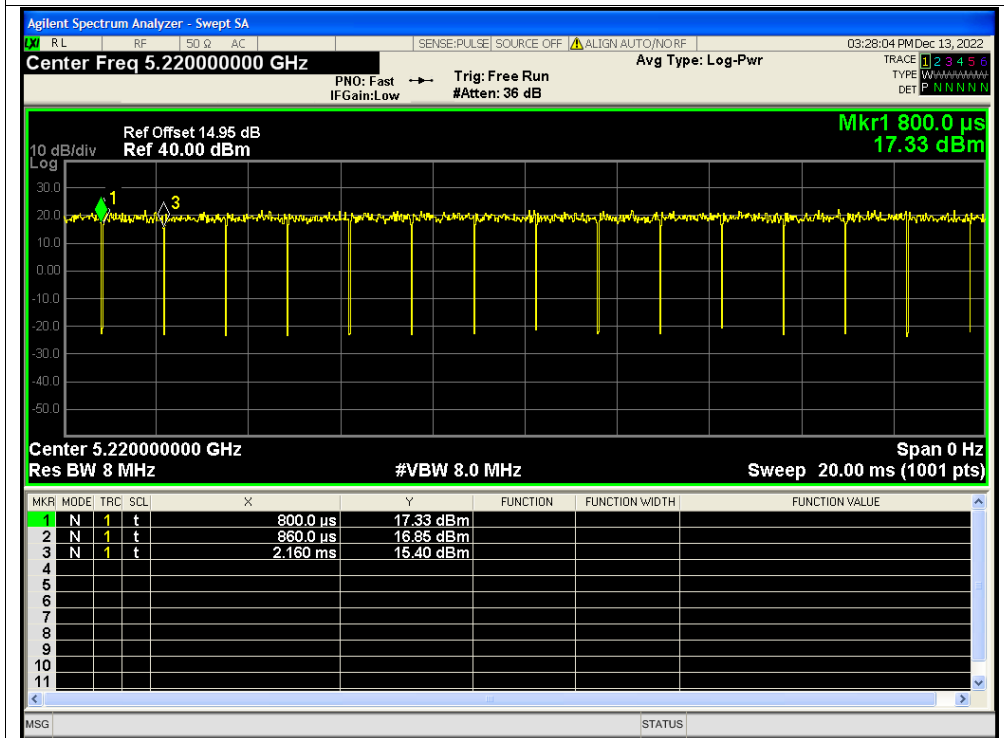 Agilent Spectrum Analyzer - Swept SA
LXI RL RF 50 Ω AC SENSE:PULSE SOURCE OFF ALIGN AUTO/NO RF 03:28:04 PM Dec 13, 2022
Center Freq 5.220000000 GHz
PNO: Fast
IFGain:Low
Trig: Free Run
#Atten: 36 dB
Avg Type: Log-Pwr
TRACE 1 2 3 4 5 6
TYPE W
DET P N N N N N
Mkr1 800.0 µs
17.33 dBm
Ref Offset 14.95 dB
10 dB/div Ref 40.00 dBm
Log
30.0
20.0
10.0
0.00
-10.0
-20.0
-30.0
-40.0
-50.0
1
3
Center 5.220000000 GHz Span 0 Hz
Res BW 8 MHz #VBW 8.0 MHz Sweep 20.00 ms (1001 pts)
MKR MODE TRC SCL X Y FUNCTION FUNCTION WIDTH FUNCTION VALUE
1 N 1 t 800.0 µs 17.33 dBm
2 N 1 t 860.0 µs 16.85 dBm
3 N 1 t 2.160 ms 15.40 dBm
4
5
6
7
8
9
10
11
MSG STATUS